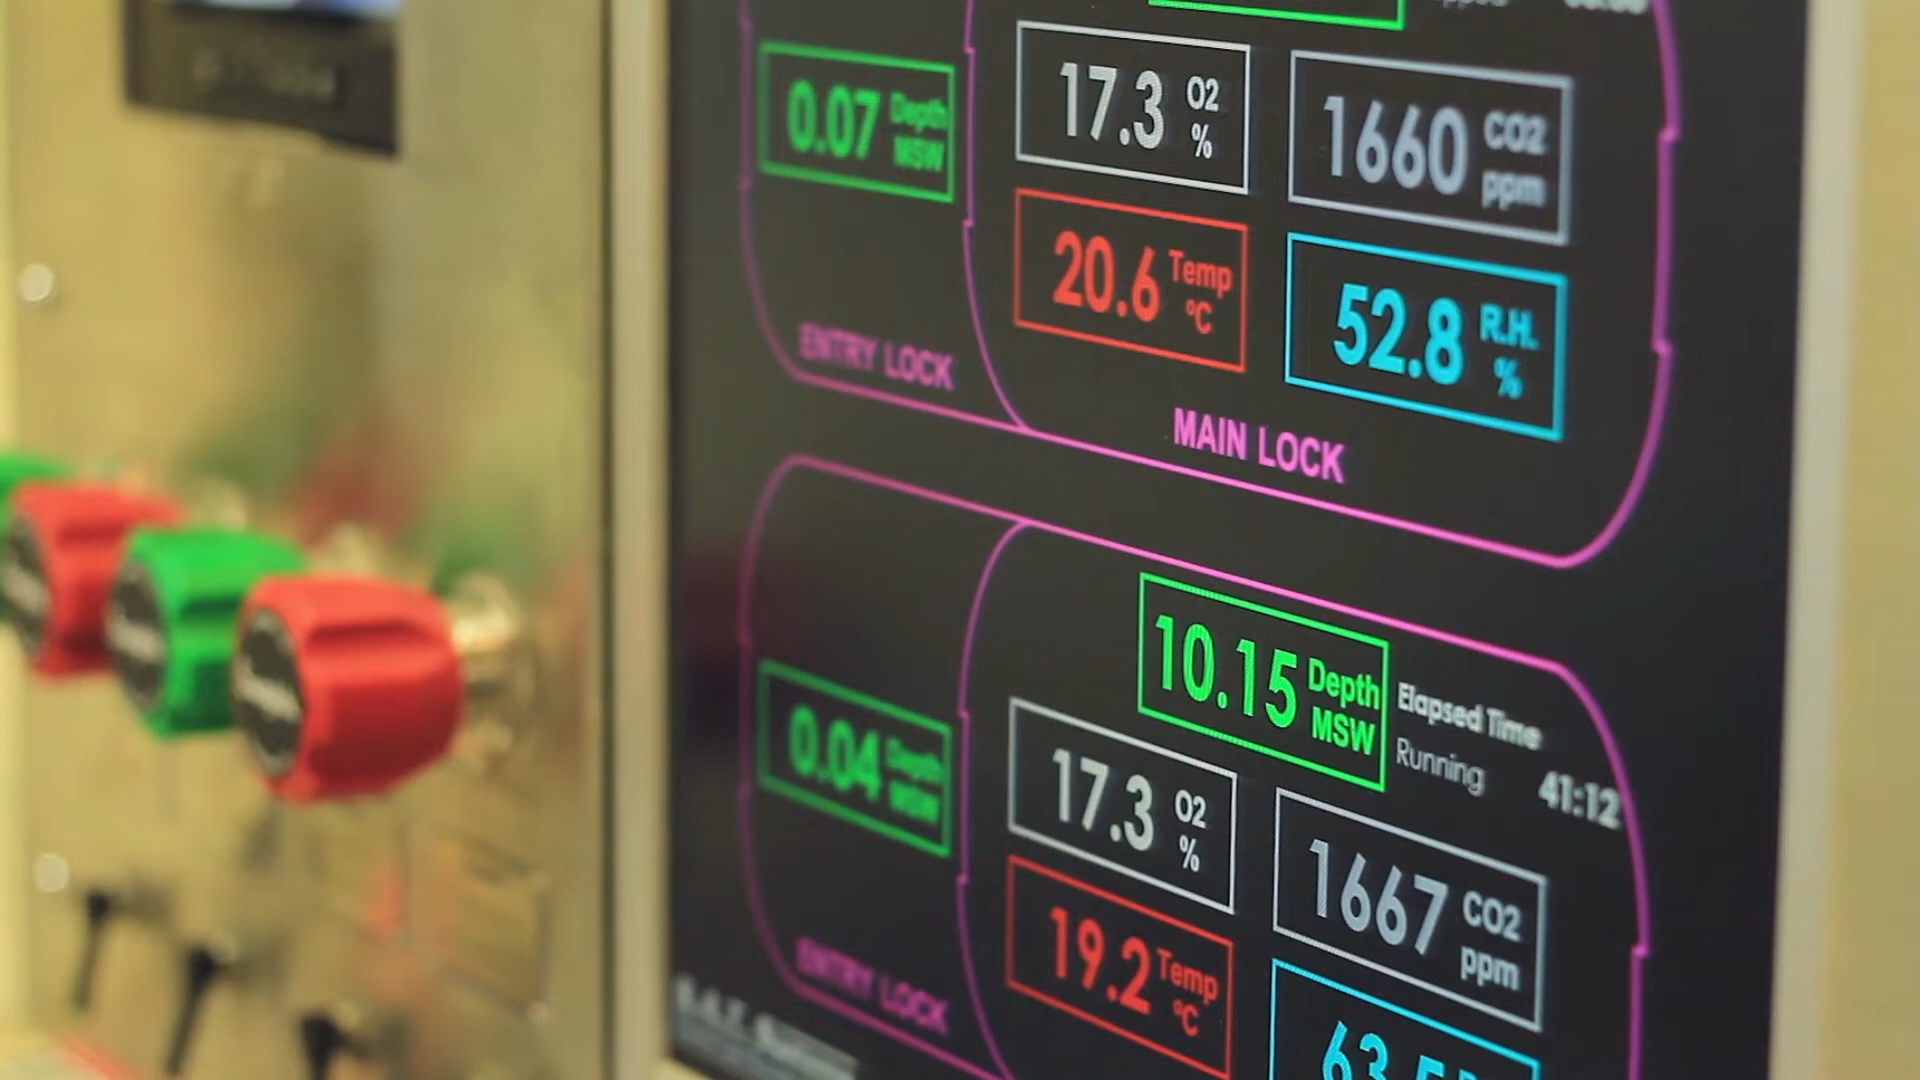 0.07 Depth MSW
17.3 O2 %
1660 CO2 ppm
20.6 Temp °C
52.8 R.H. %
ENTRY LOCK
MAIN LOCK
10.15 Depth MSW
Elapsed Time
Running 41:12
0.04 Depth MSW
17.3 O2 %
1667 CO2 ppm
19.2 Temp °C
ENTRY LOCK